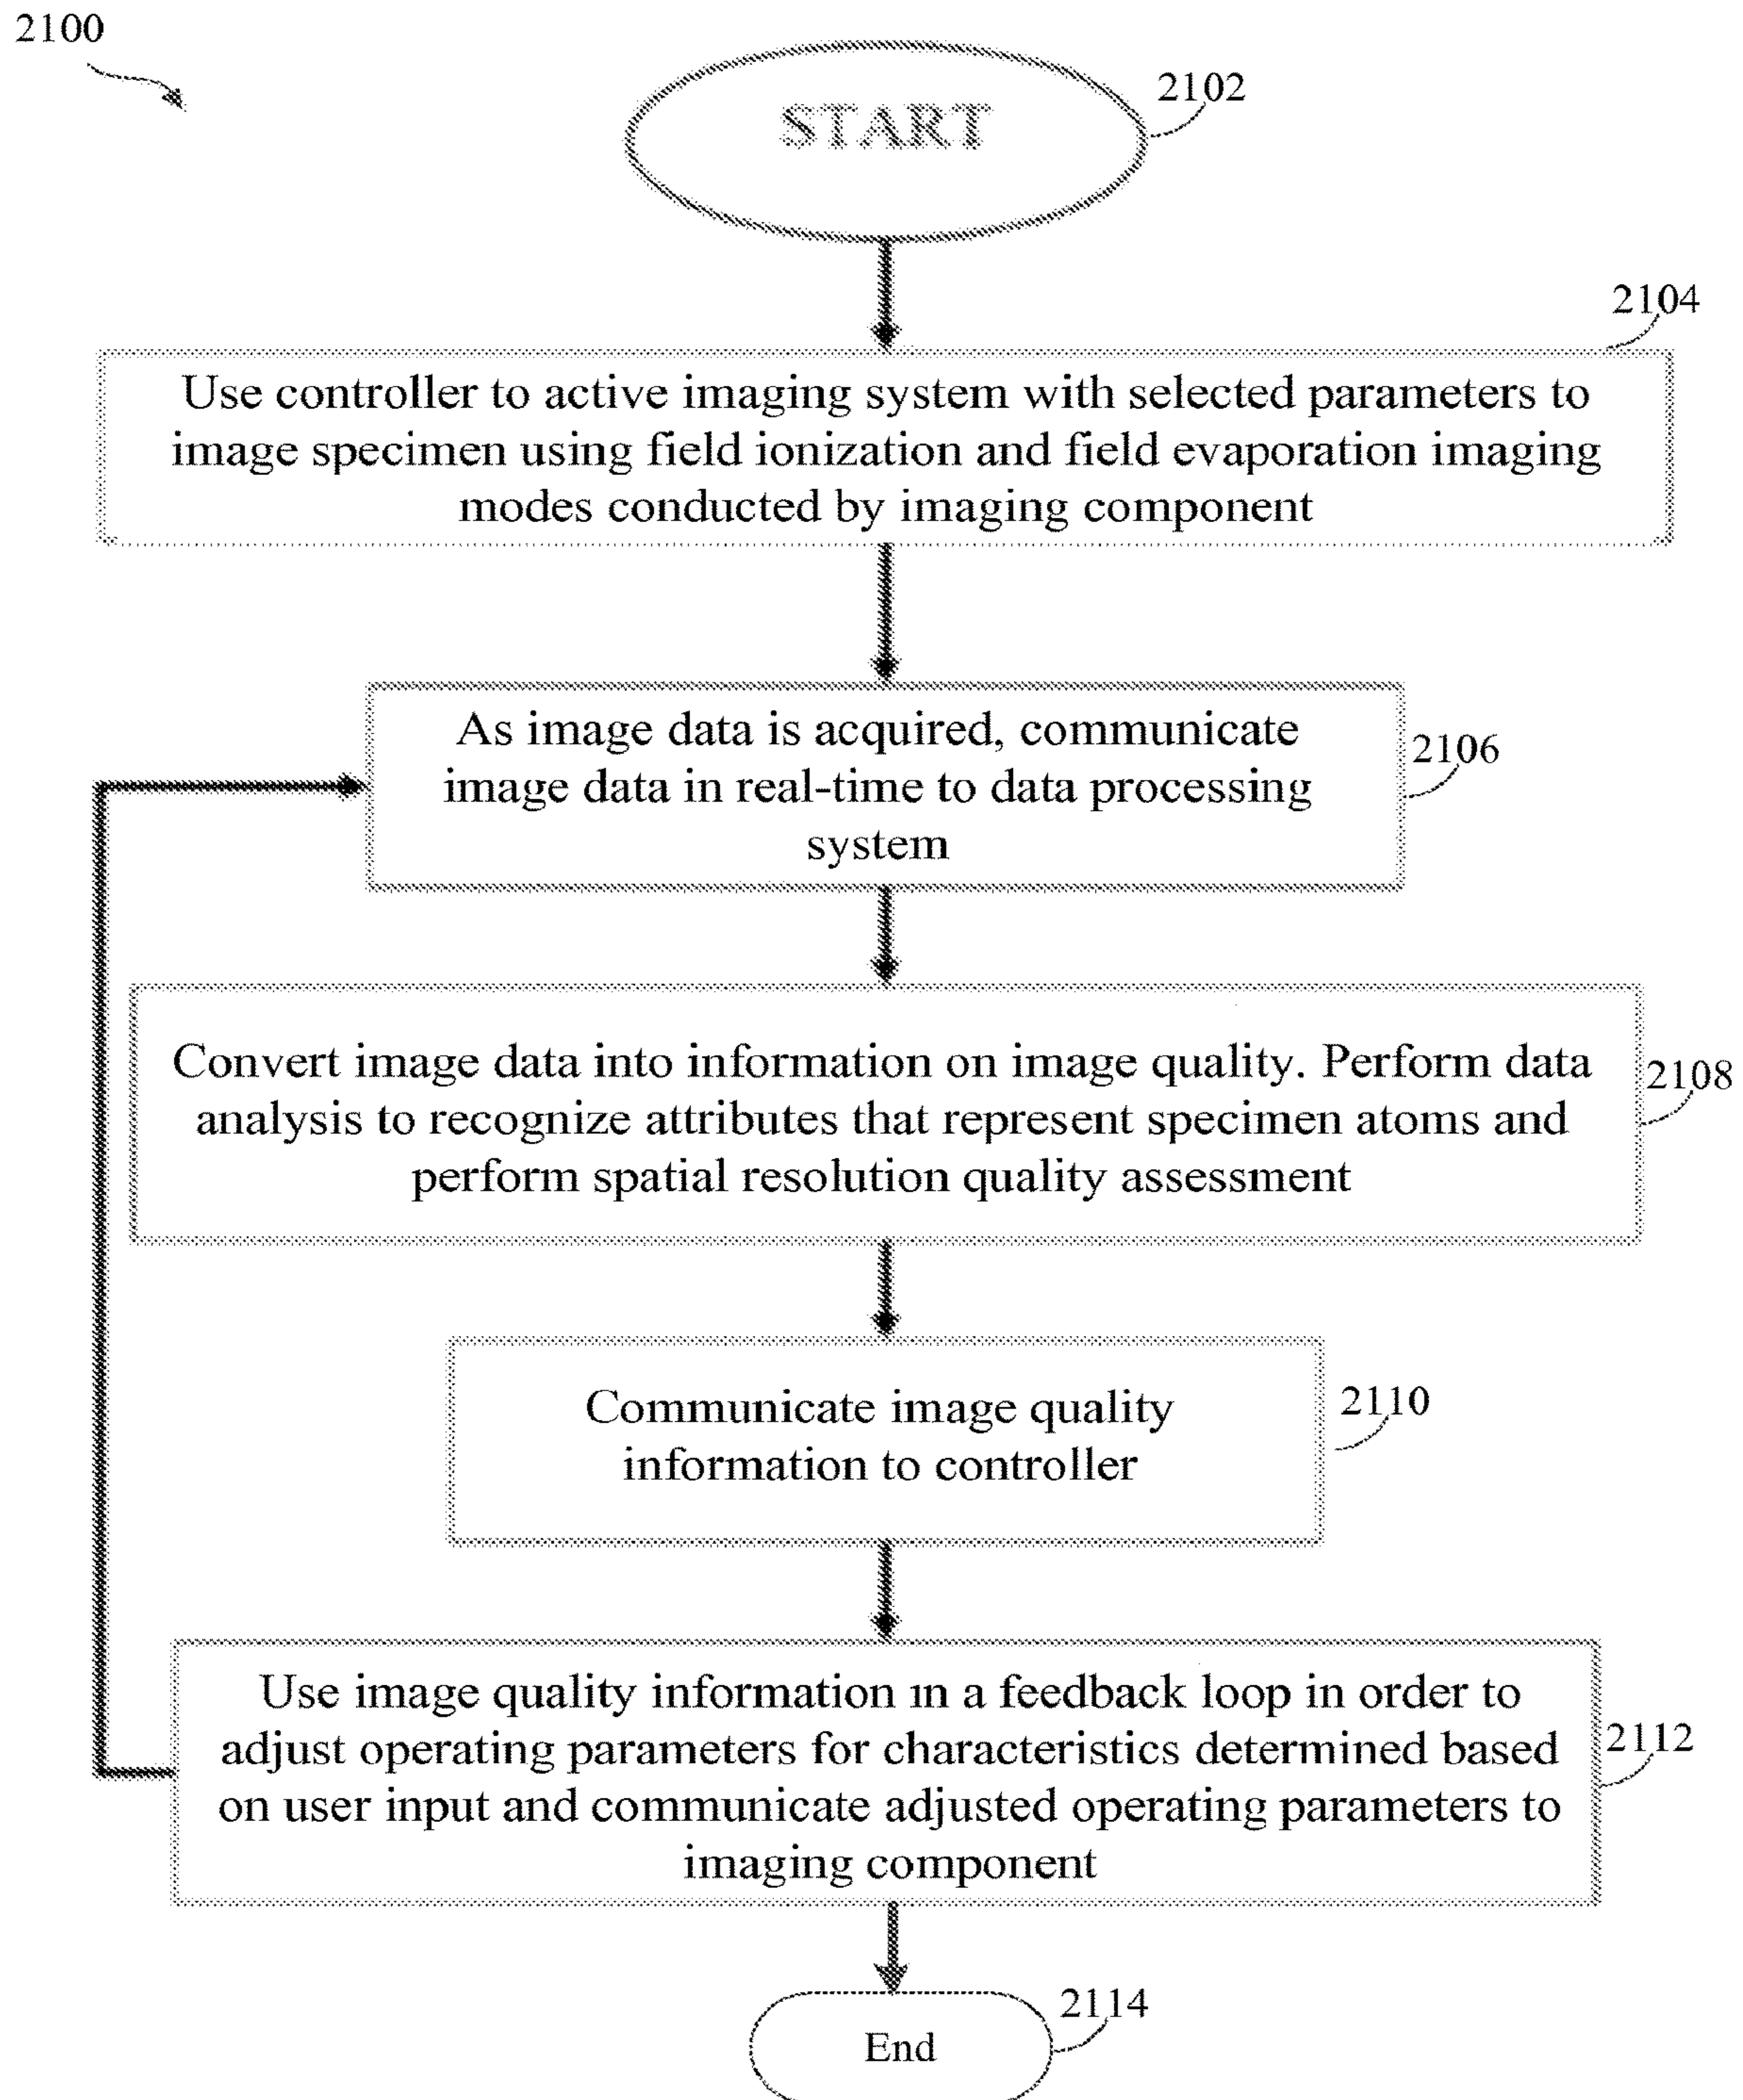 2100
START
2102
2104
Use controller to active imaging system with selected parameters to
image specimen using field ionization and field evaporation imaging
modes conducted by imaging component
As image data is acquired, communicate
image data in real-time to data processing
system
2106
Convert image data into information on image quality. Perform data
analysis to recognize attributes that represent specimen atoms and
perform spatial resolution quality assessment
2108
Communicate image quality
information to controller
2110
Use image quality information in a feedback loop in order to
adjust operating parameters for characteristics determined based
on user input and communicate adjusted operating parameters to
imaging component
2112
End
2114